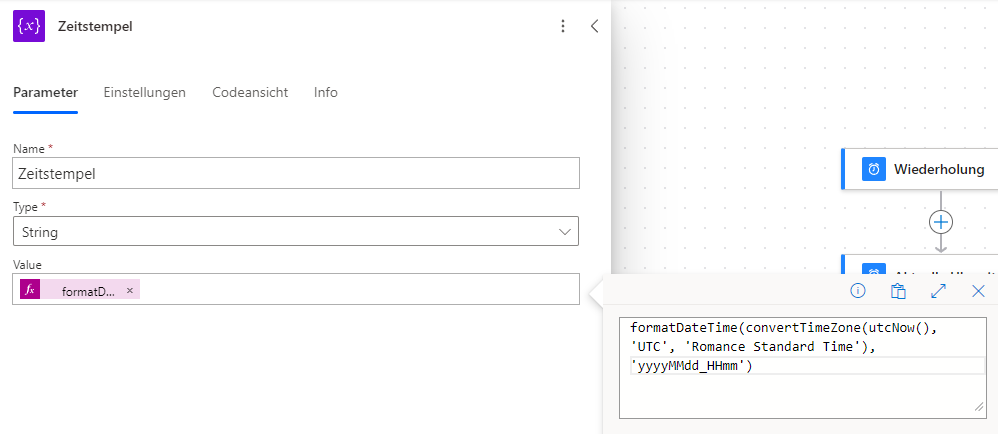 {x}
Zeitstempel
Parameter
Einstellungen
Codeansicht
Info
Name *
Zeitstempel
Type *
String
Value
fx
formatD...
×
Wiederholung
formatDateTime(convertTimeZone(utcNow(),
'UTC', 'Romance Standard Time'),
'yyyyMMdd_HHmm')